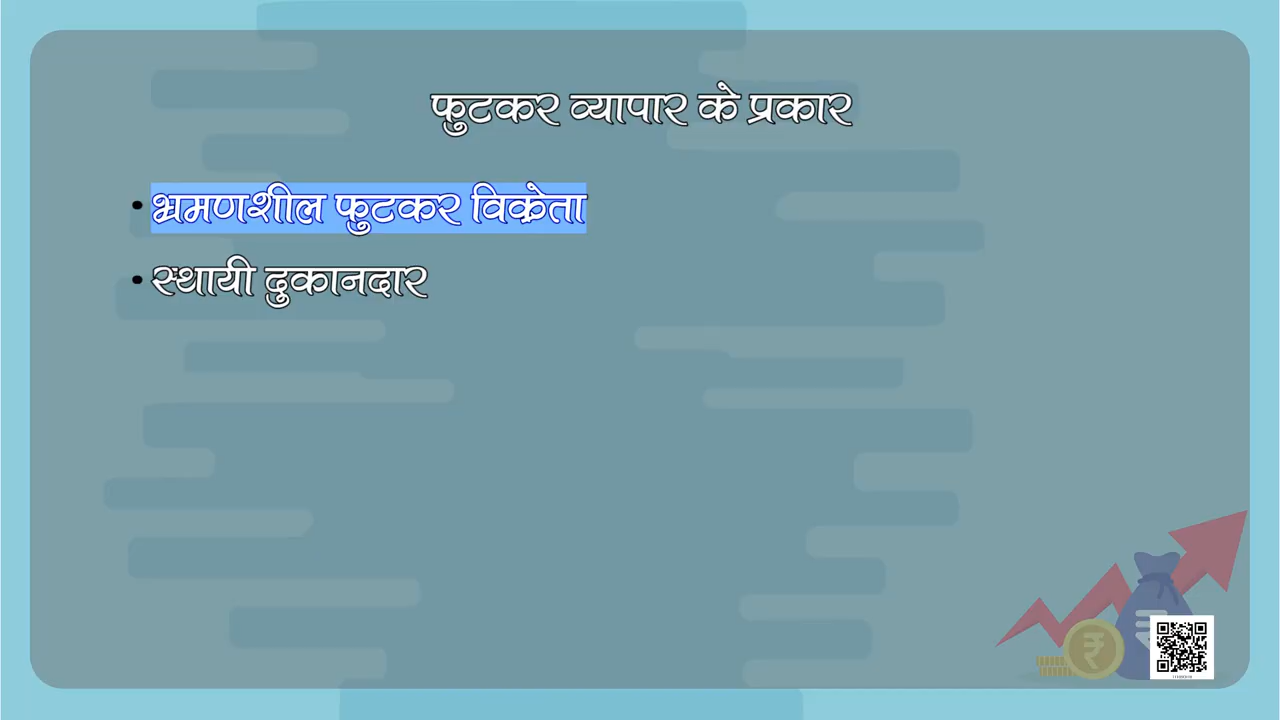 फुटकर व्यापार के प्रकार
• भ्रमणशील फुटकर विक्रेता
• स्थायी दुकानदार